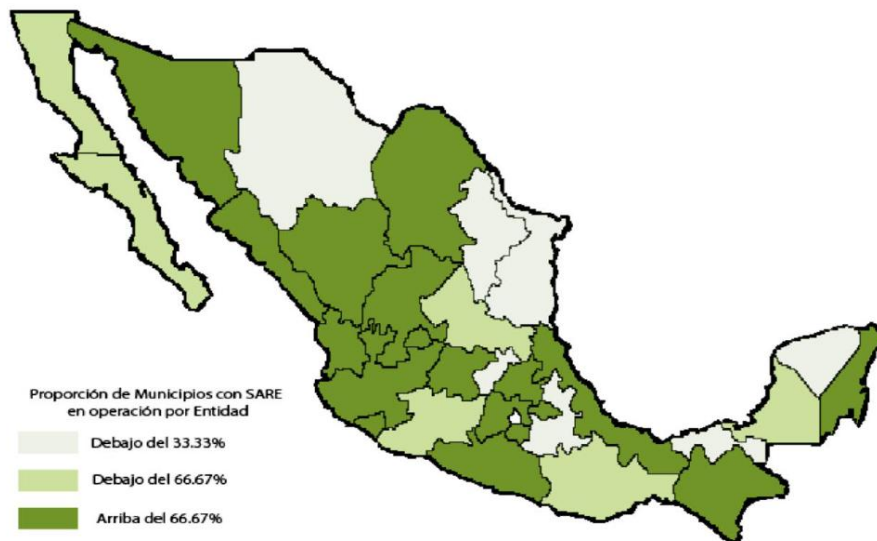 Proporción de Municipios con SARE
en operación por Entidad
Debajo del 33.33%
Debajo del 66.67%
Arriba del 66.67%